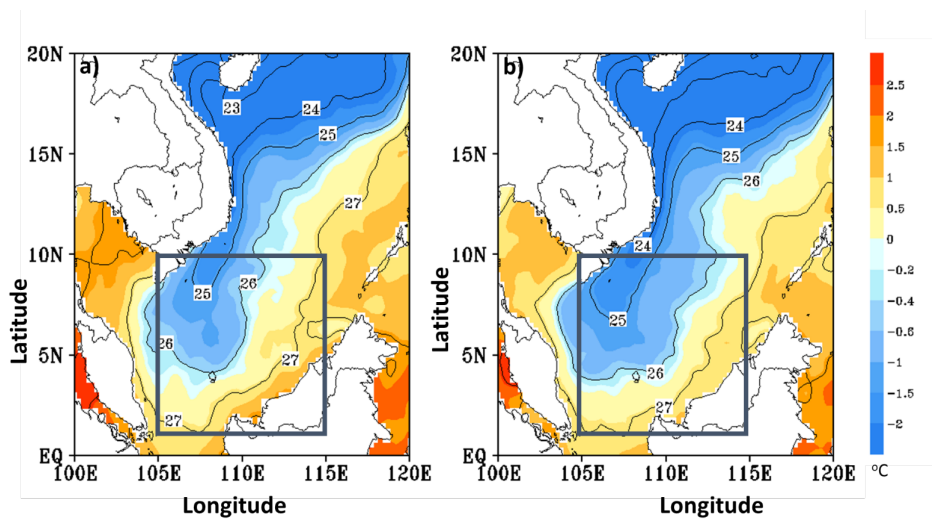 a)
b)
20N
15N
10N
5N
EQ
100E
105E
110E
115E
120E
Latitude
Longitude
23
24
25
27
26
25
26
27
27
20N
15N
10N
5N
EQ
100E
105E
110E
115E
120E
Latitude
Longitude
24
25
26
24
25
26
27
2.5
2
1.5
1
0.5
0
-0.2
-0.4
-0.6
-1
-1.5
-2
°C